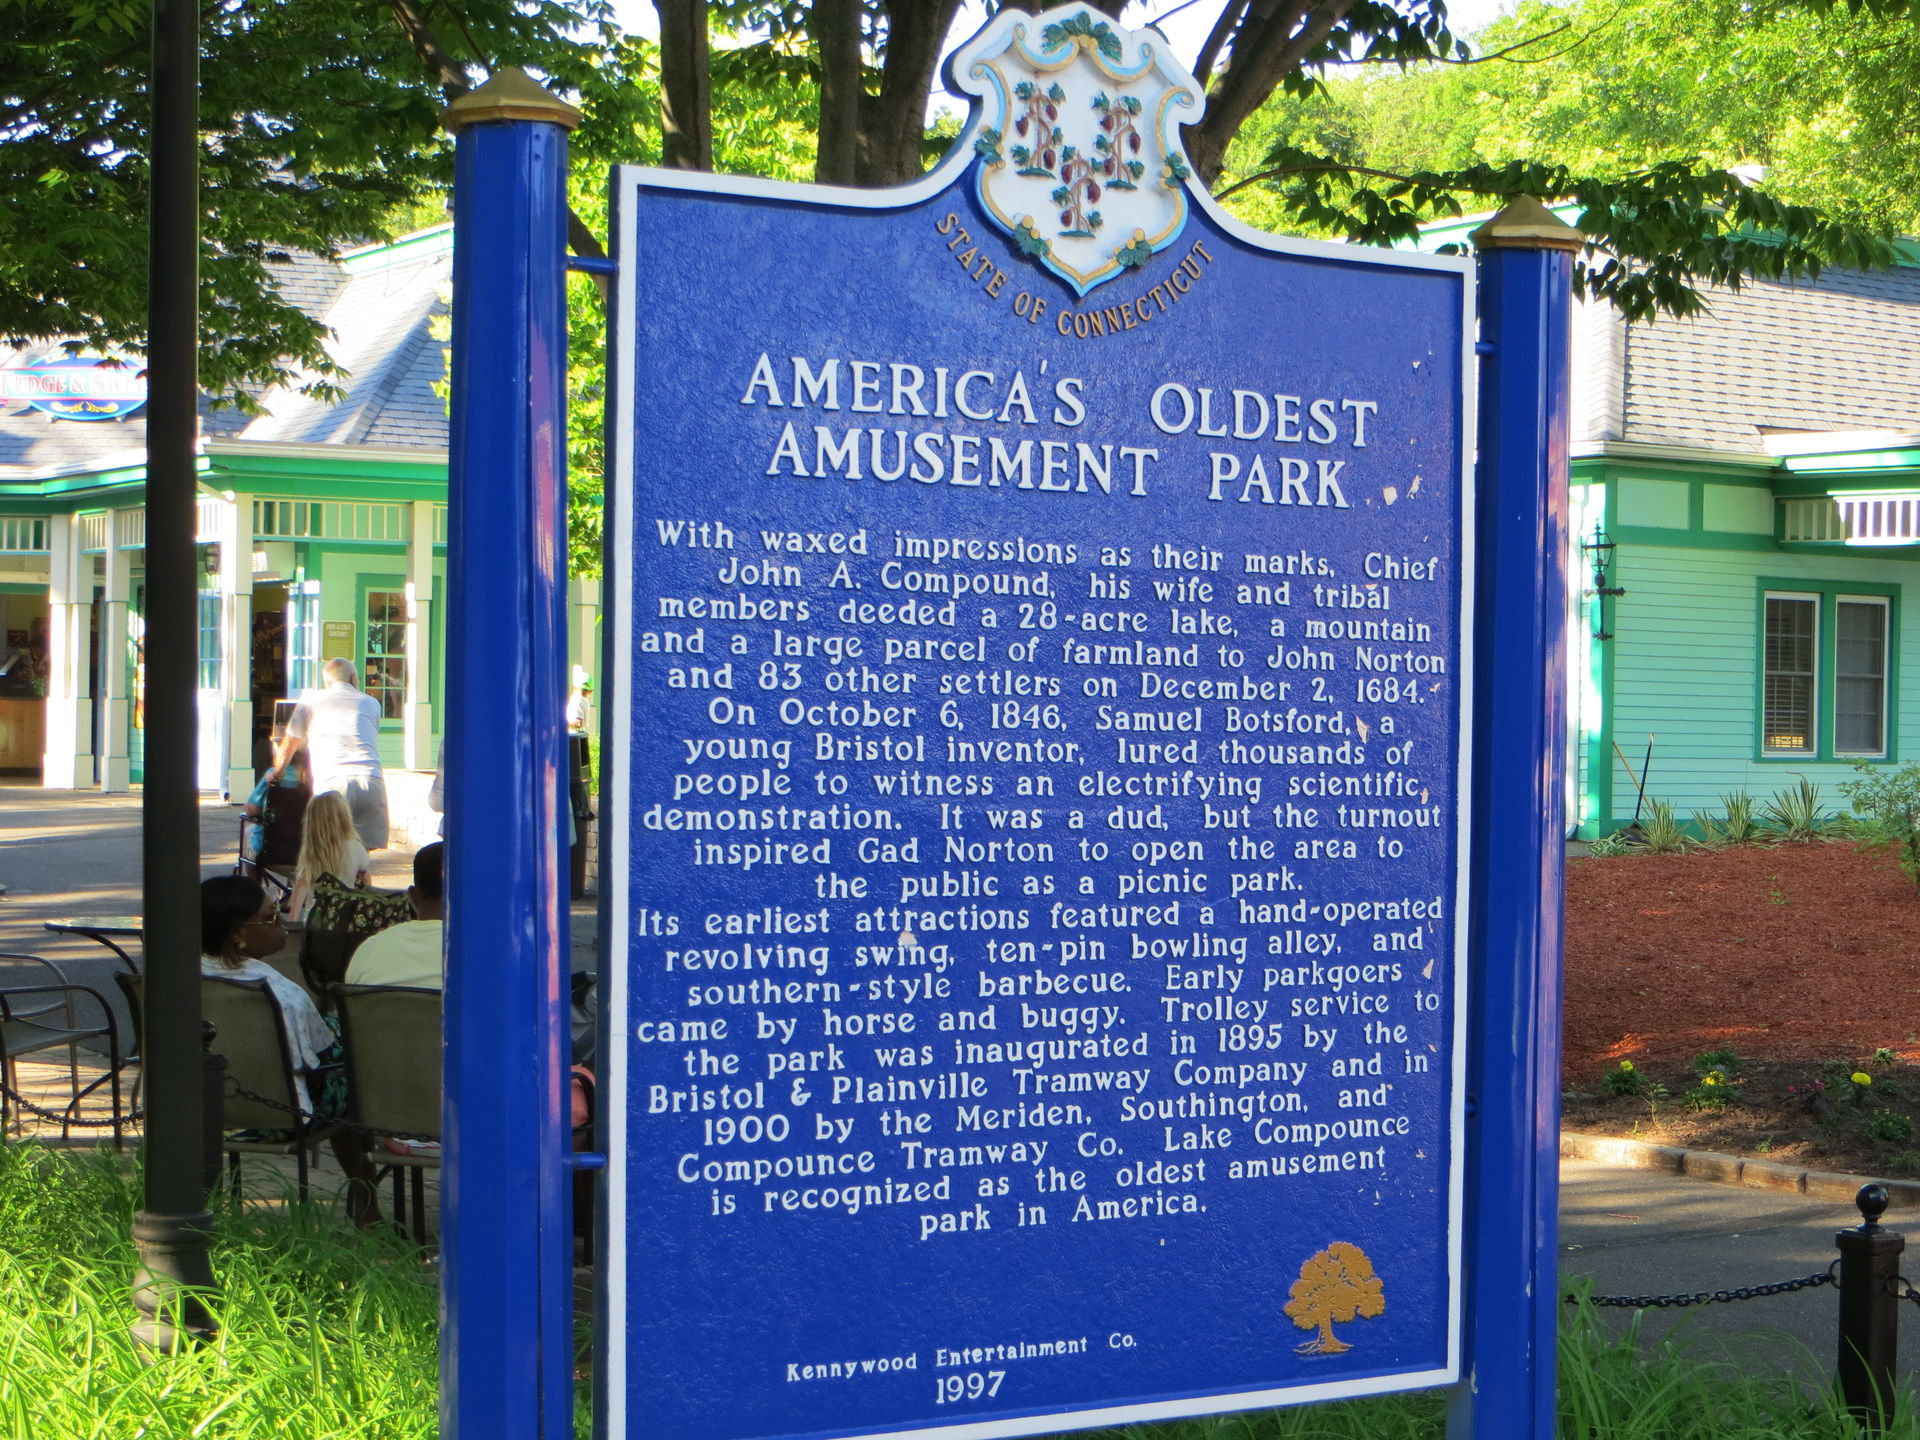 STATE OF CONNECTICUT
AMERICA'S OLDEST
AMUSEMENT PARK
With waxed impressions as their marks, Chief
John A. Compound, his wife and tribal
members deeded a 28-acre lake, a mountain
and a large parcel of farmland to John Norton
and 83 other settlers on December 2, 1684.
On October 6, 1846, Samuel Botsford, a
young Bristol inventor, lured thousands of
people to witness an electrifying scientific
demonstration. It was a dud, but the turnout
inspired Gad Norton to open the area to
the public as a picnic park.
Its earliest attractions featured a hand-operated
revolving swing, ten-pin bowling alley, and
southern-style barbecue. Early parkgoers
came by horse and buggy. Trolley service to
the park was inaugurated in 1895 by the
Bristol & Plainville Tramway Company and in
1900 by the Meriden, Southington, and
Compounce Tramway Co. Lake Compounce
is recognized as the oldest amusement
park in America.
Kennywood Entertainment Co.
1997
FUDGE &